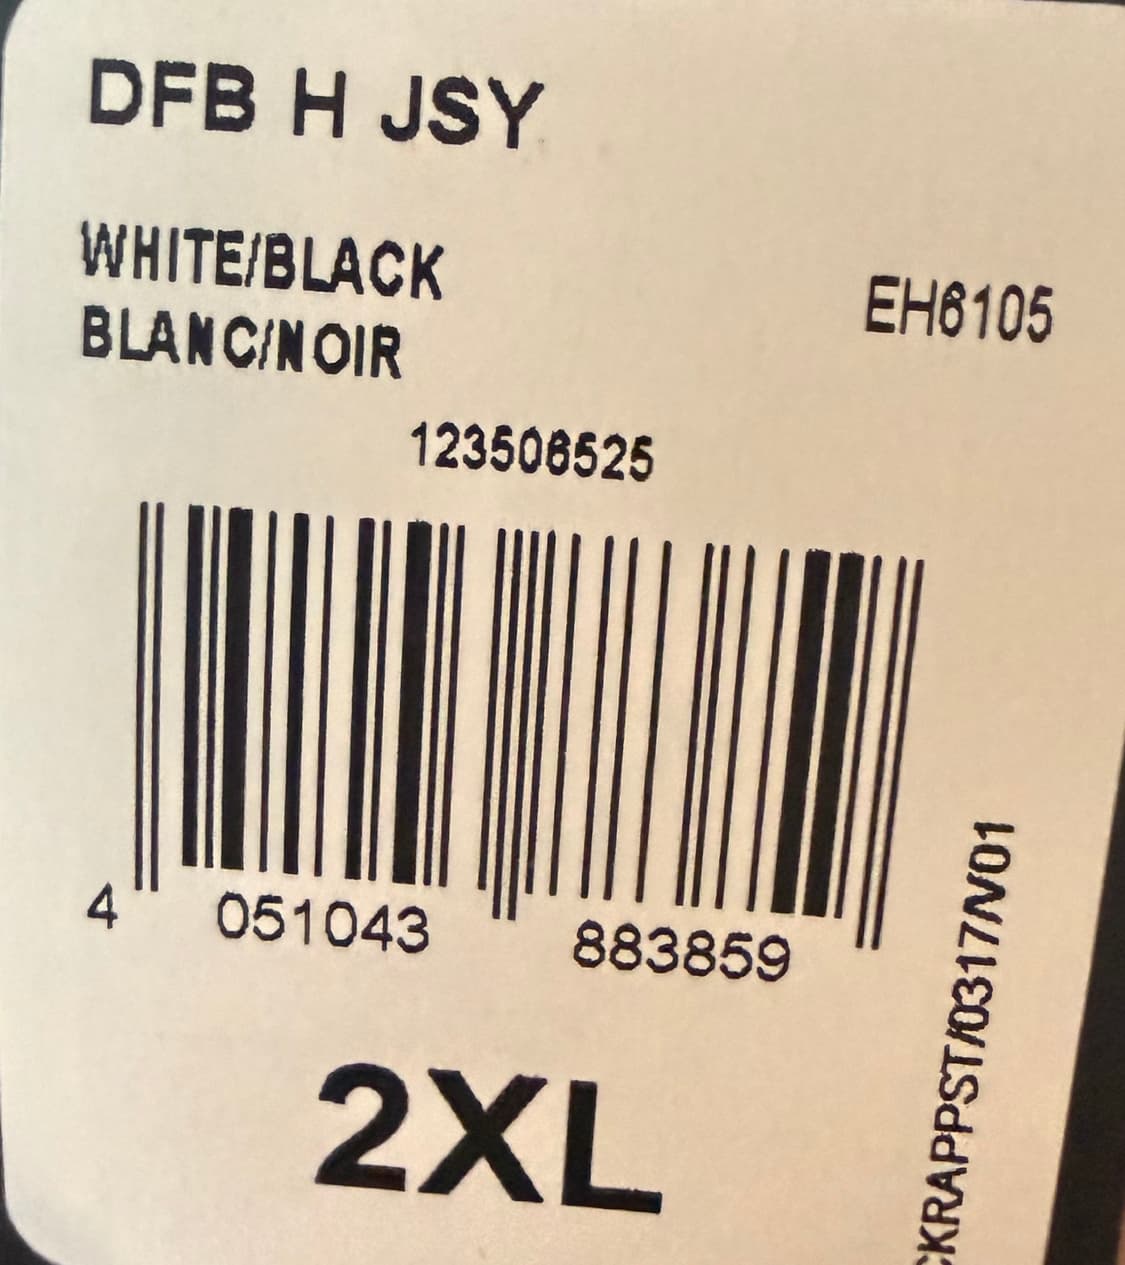 DFB H JSY
WHITE/BLACK
BLANC/NOIR
EH6105
123506525
4 051043 883859
2XL
CKRAPPST/0317/V01